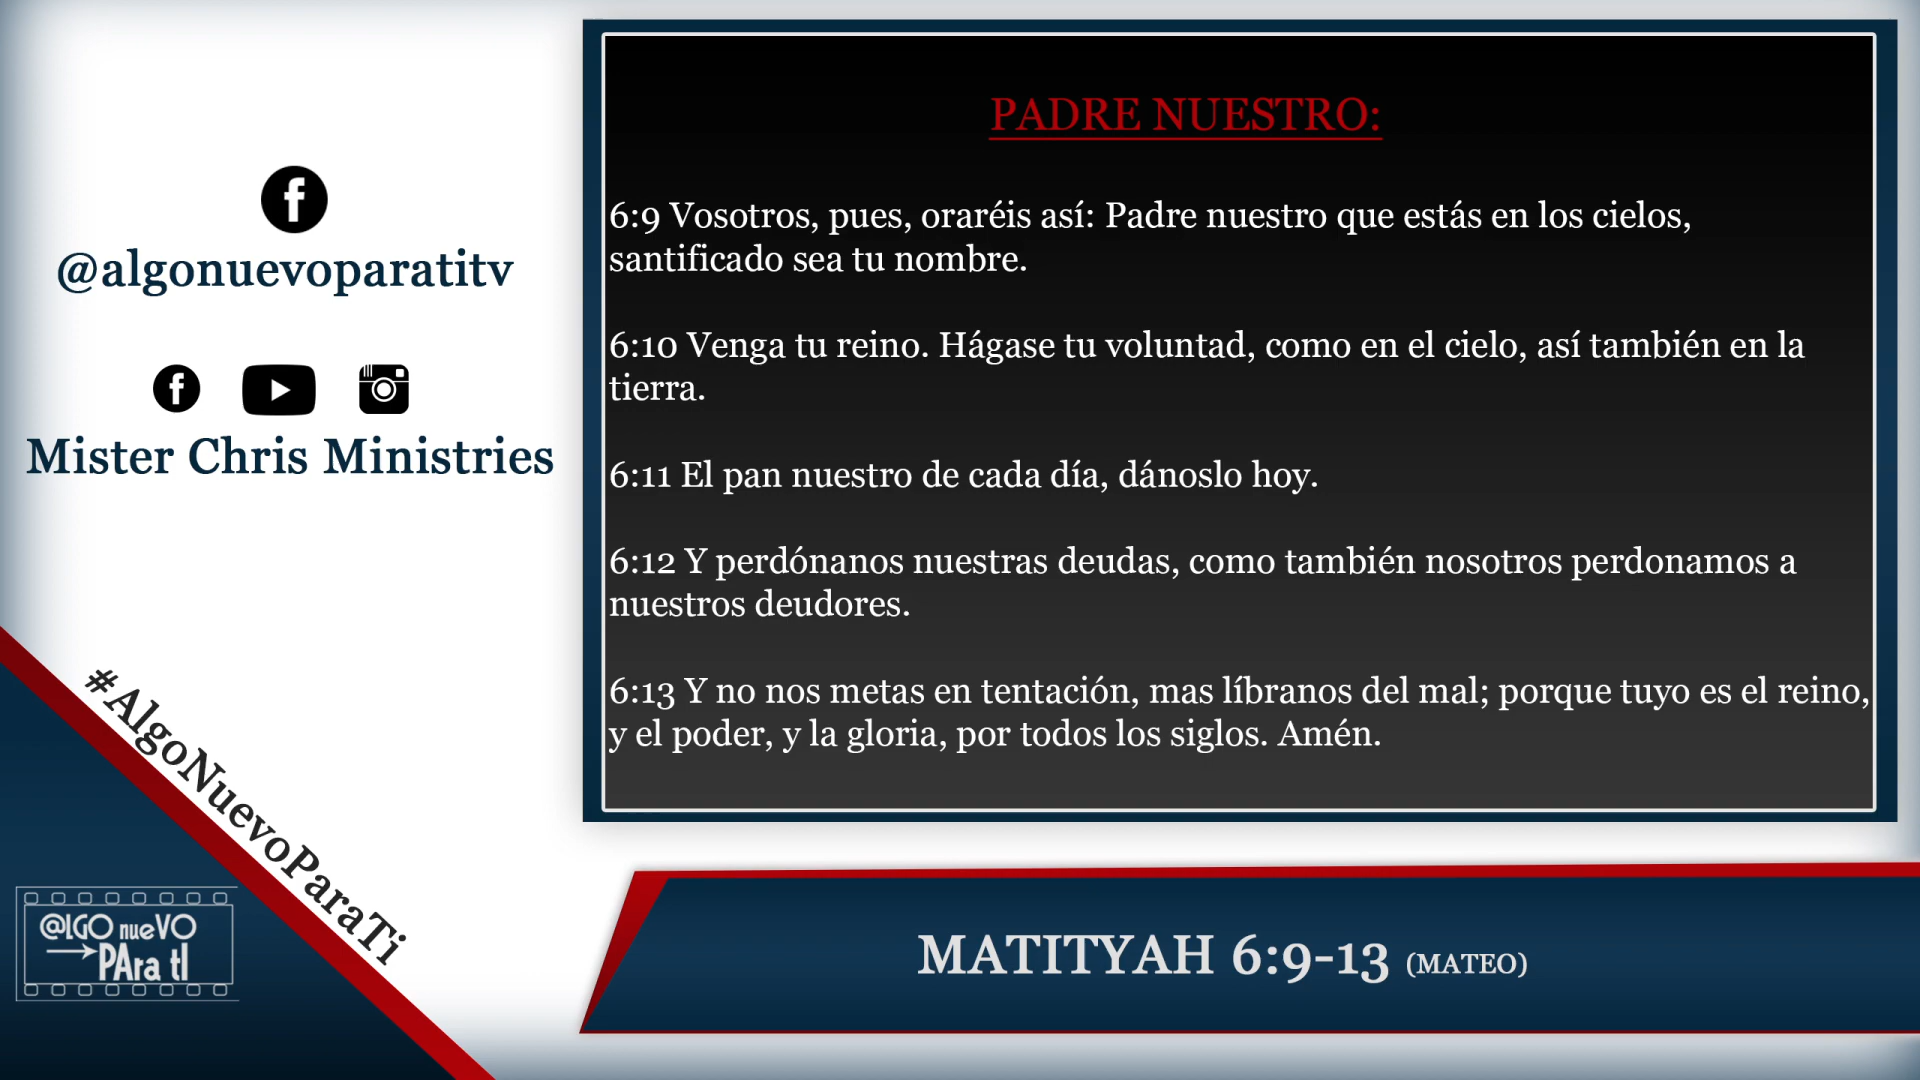 @algonuevoparatitv
Mister Chris Ministries
#AlgoNuevoParaTi
@lGO nueVO
PAra tI
PADRE NUESTRO:
6:9 Vosotros, pues, oraréis así: Padre nuestro que estás en los cielos,
santificado sea tu nombre.
6:10 Venga tu reino. Hágase tu voluntad, como en el cielo, así también en la
tierra.
6:11 El pan nuestro de cada día, dánoslo hoy.
6:12 Y perdónanos nuestras deudas, como también nosotros perdonamos a
nuestros deudores.
6:13 Y no nos metas en tentación, mas líbranos del mal; porque tuyo es el reino,
y el poder, y la gloria, por todos los siglos. Amén.
MATITYAH 6:9-13 (MATEO)